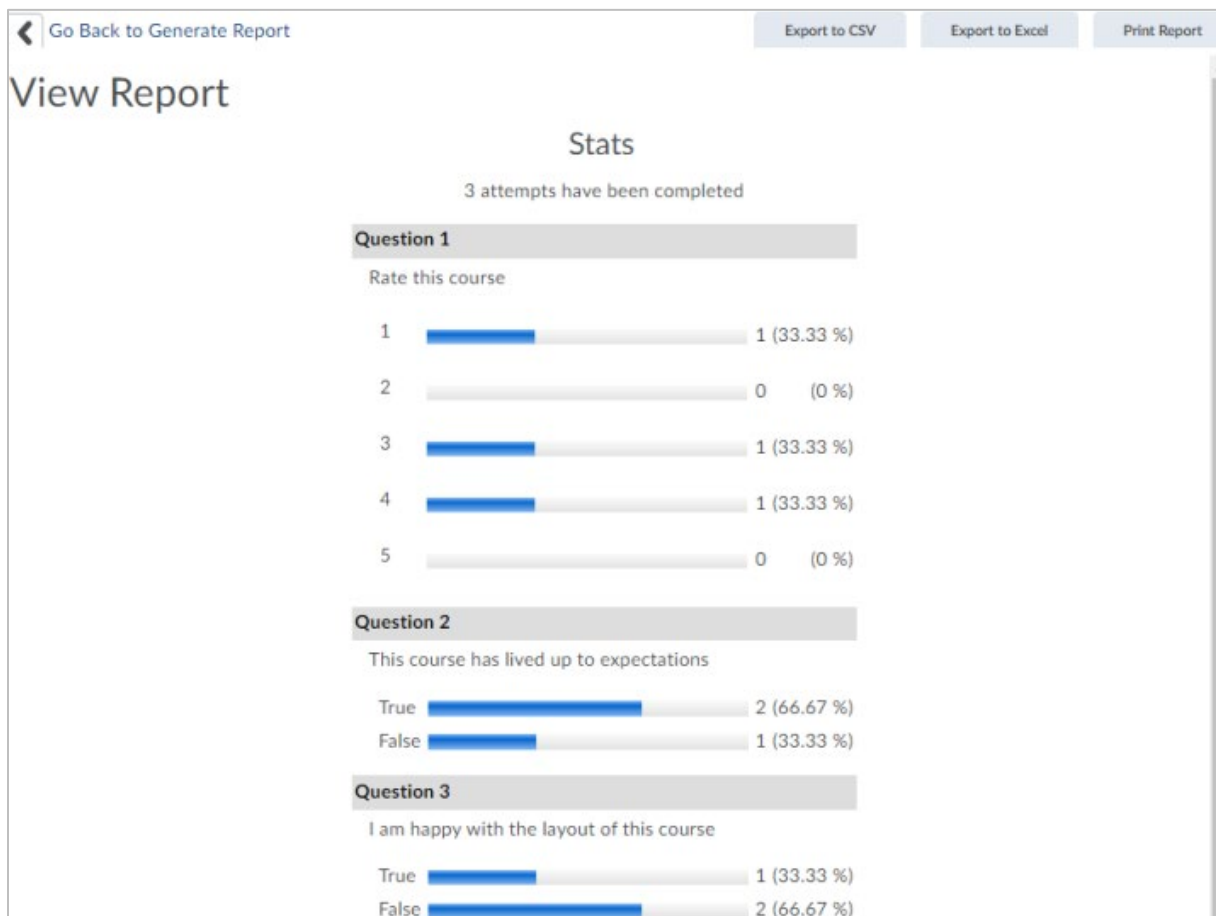 Go Back to Generate Report Export to CSV Export to Excel Print Report
View Report
Stats
3 attempts have been completed
Question 1
Rate this course
1 1 (33.33 %)
2 0 (0 %)
3 1 (33.33 %)
4 1 (33.33 %)
5 0 (0 %)
Question 2
This course has lived up to expectations
True 2 (66.67 %)
False 1 (33.33 %)
Question 3
I am happy with the layout of this course
True 1 (33.33 %)
False 2 (66.67 %)